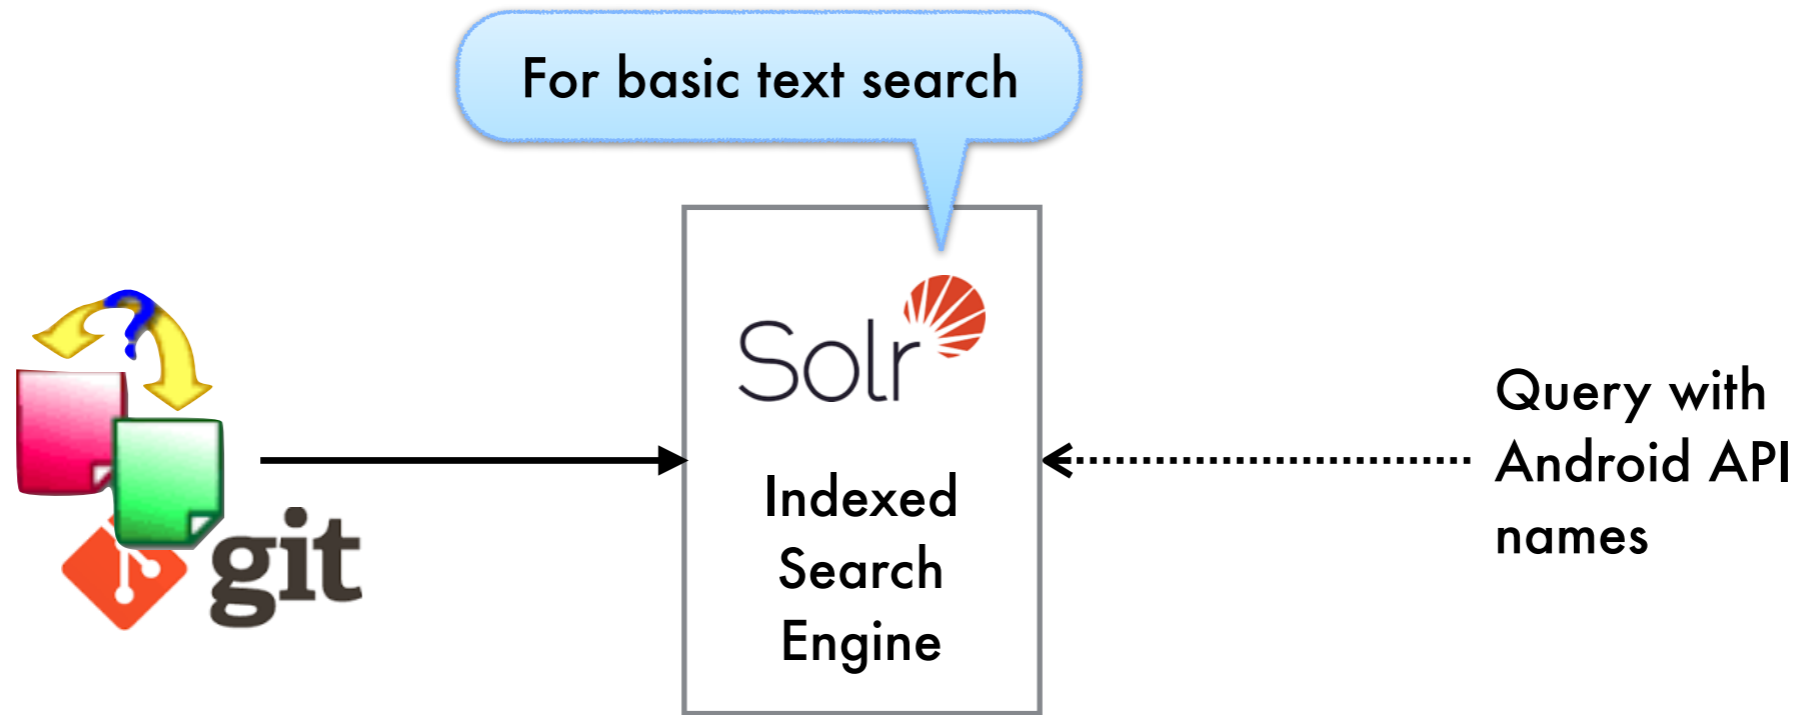 For basic text search
?
Solr
Indexed
Search
Engine
git
Query with
Android API
names